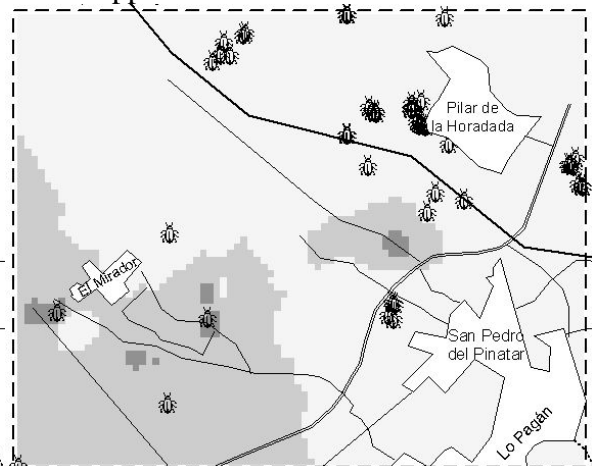 Pilar de
la Horadada
El Mirador
San Pedro
del Pinatar
Lo Pagán